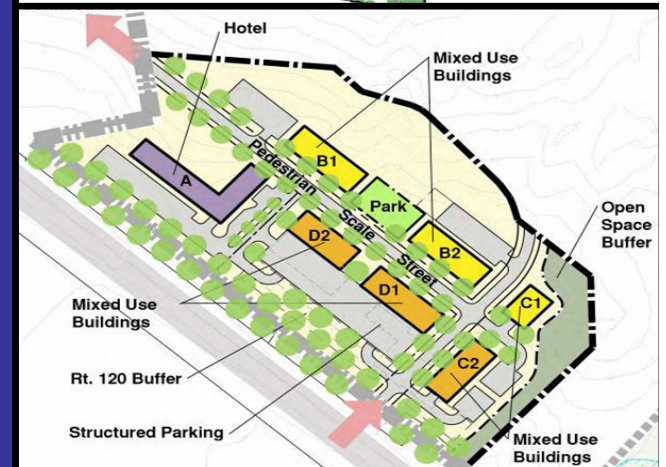 Hotel
Mixed Use
Buildings
B1
Pedestrian
Scale
Street
A
Park
Open
Space
Buffer
D2
B2
D1
C1
Mixed Use
Buildings
C2
Rt. 120 Buffer
Structured Parking
Mixed Use
Buildings